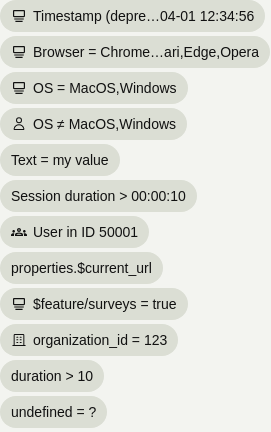 Timestamp (depre…04-01 12:34:56
Browser = Chrome…ari,Edge,Opera
OS = MacOS,Windows
OS ≠ MacOS,Windows
Text = my value
Session duration > 00:00:10
User in ID 50001
properties.$current_url
$feature/surveys = true
organization_id = 123
duration > 10
undefined = ?